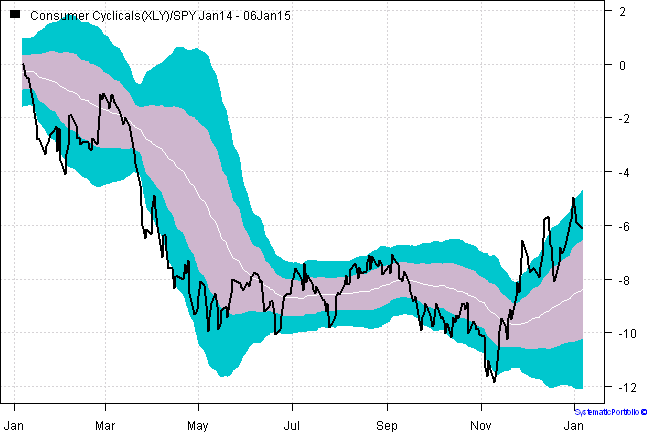 Consumer Cyclicals(XLY)/SPY Jan14 - 06Jan15
2
0
-2
-4
-6
-8
-10
-12
Jan Mar May Jul Sep Nov Jan
SystematicPortfolio ©